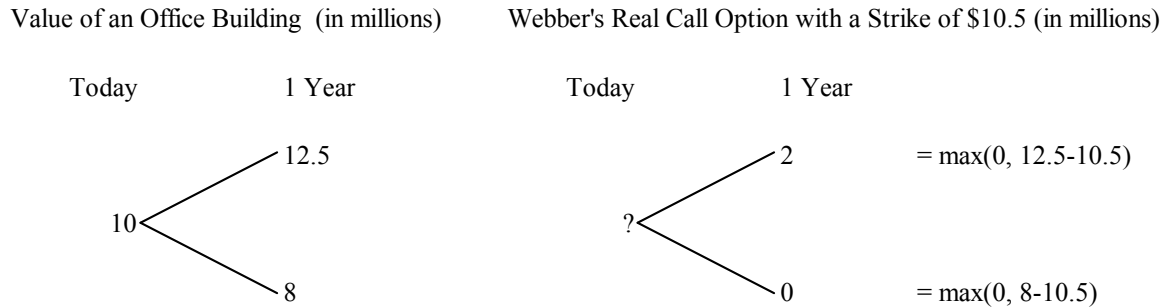 Value of an Office Building (in millions) Webber's Real Call Option with a Strike of $10.5 (in millions)
Today 1 Year Today 1 Year
12.5 2 = max(0, 12.5-10.5)
10 ?
8 0 = max(0, 8-10.5)